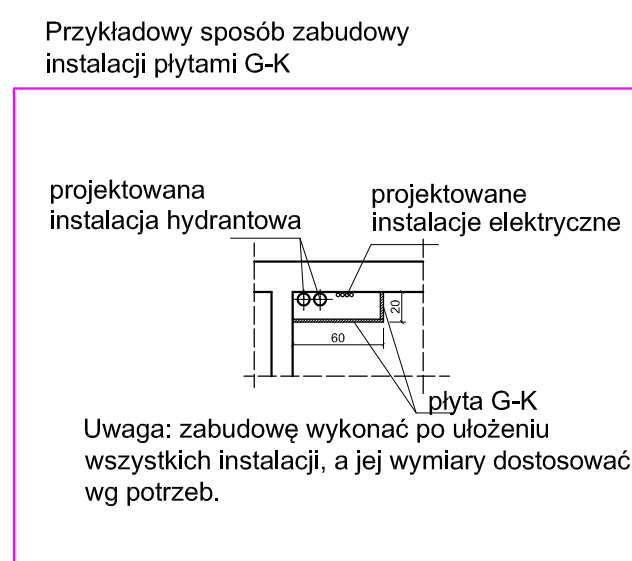 Przykładowy sposób zabudowy
instalacji płytami G-K
projektowana
instalacja hydrantowa
projektowane
instalacje elektryczne
20
60
płyta G-K
Uwaga: zabudowę wykonać po ułożeniu
wszystkich instalacji, a jej wymiary dostosować
wg potrzeb.